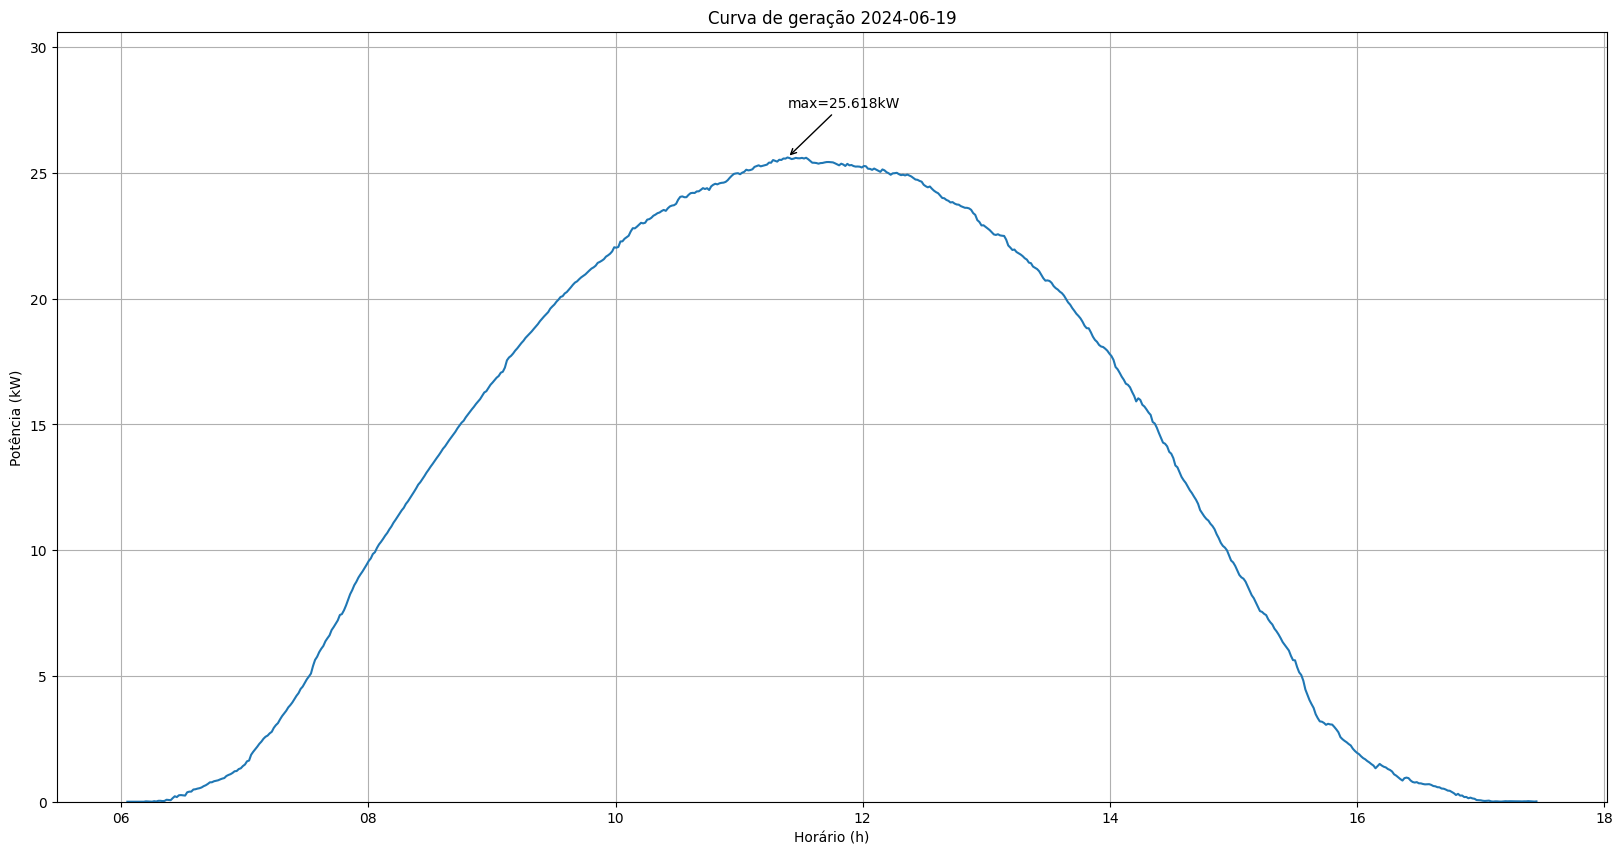 Curva de geração 2024-06-19
30
max=25.618kW
25
20
15
10
5
0
Potência (kW)
06 08 10 12 14 16 18
Horário (h)